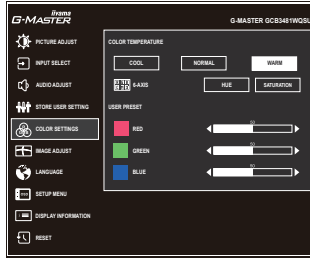 iiyama
G-MASTER
G-MASTER GCB3481WQSU
PICTURE ADJUST
INPUT SELECT
AUDIO ADJUST
STORE USER SETTING
COLOR SETTINGS
IMAGE ADJUST
LANGUAGE
SETUP MENU
DISPLAY INFORMATION
RESET
COLOR TEMPERATURE
COOL NORMAL WARM
6-AXIS HUE SATURATION
USER PRESET
RED 50
GREEN 50
BLUE 50